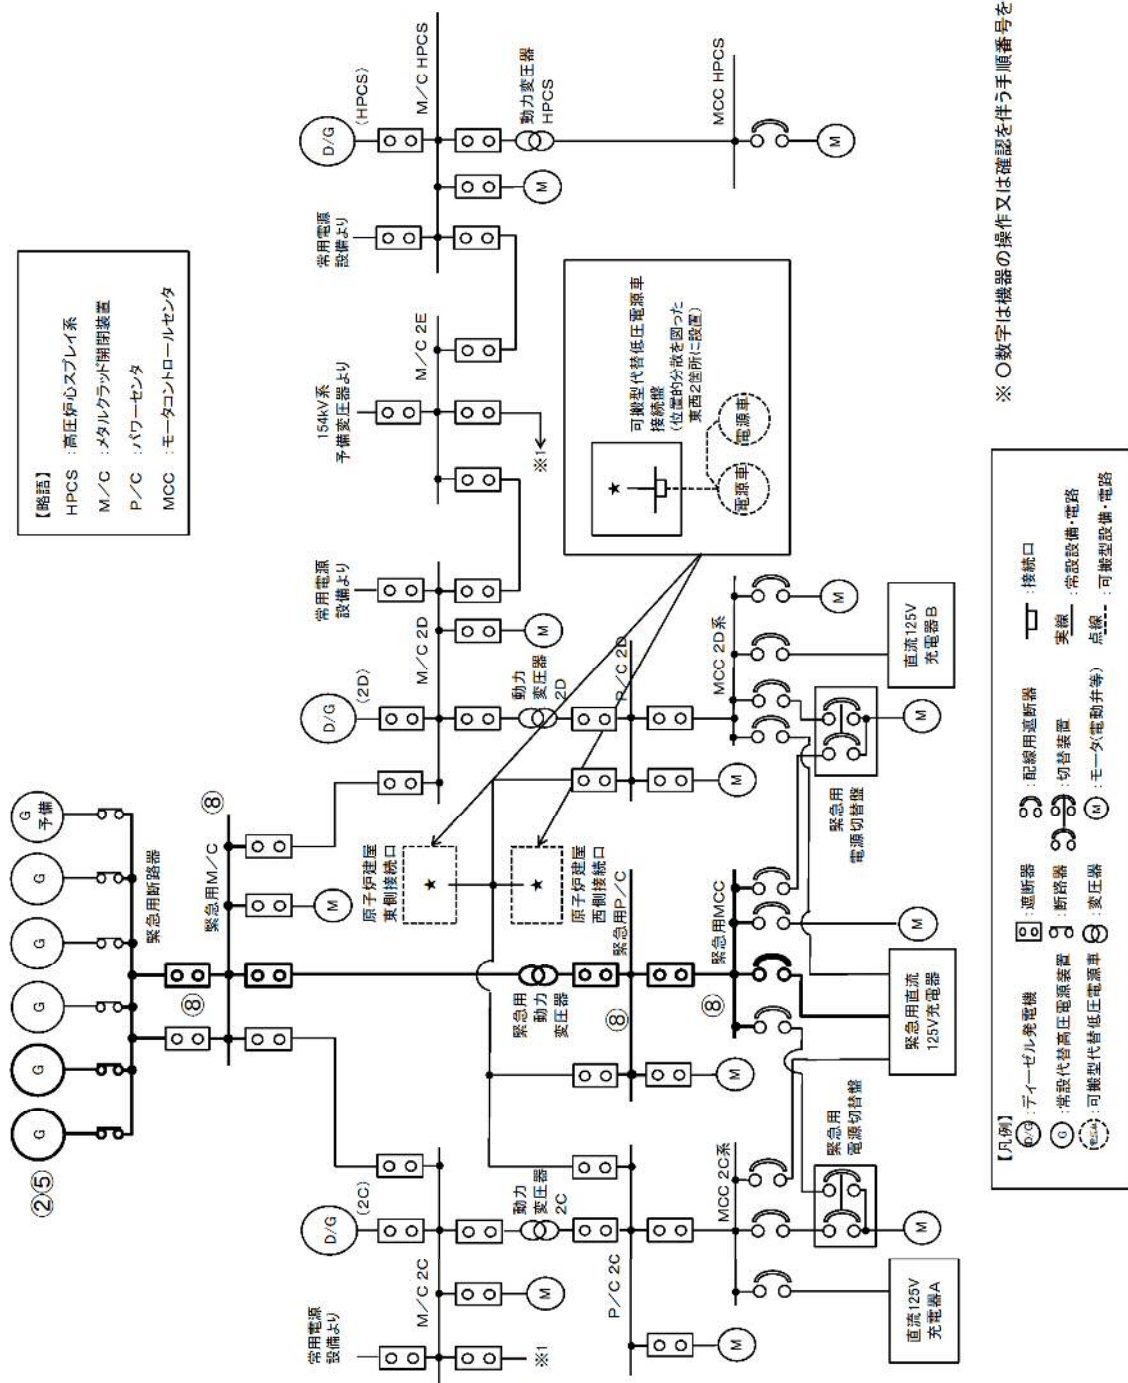 【略語】
HPCS :高圧炉心スプレイ系
M/C :メタルクラッド開閉装置
P/C :パワーセンタ
MCC :モータコントロールセンタ
②⑤
G
G
G
G
G
G
予備
緊急用断路器
⑧
緊急用M/C
⑧
M
常用電源
設備より
D/G
(2C)
M/C 2C
※1
M
動力
変圧器
2C
P/C 2C
M
MCC 2C系
緊急用
電源切替盤
M
直流125V
充電器A
緊急用
動力
変圧器
緊急用P/C
⑧
M
緊急用MCC
⑧
M
緊急用直流
125V充電器
原子炉建屋
東側接続口
★
原子炉建屋
西側接続口
★
D/G
(2D)
常用電源
設備より
M/C 2D
M
動力
変圧器
2D
P/C 2D
M
MCC 2D系
M
緊急用
電源切替盤
M
直流125V
充電器B
154kV系
予備変圧器より
M/C 2E
※1
可搬型代替低圧電源車
接続盤
(位置的分散を図った
東西2箇所に設置)
★
電源車
電源車
常用電源
設備より
D/G
(HPCS)
M/C HPCS
M
動力変圧器
HPCS
MCC HPCS
M
【凡例】
D/G :ディーゼル発電機
:遮断器
:配線用遮断器
:接続口
G :常設代替高圧電源装置
:断路器
:切替装置
実線 :常設設備・電路
電源車 :可搬型代替低圧電源車
:変圧器
M :モータ(電動弁等)
点線 :可搬型設備・電路
※ ○数字は機器の操作又は確認を伴う手順番号を